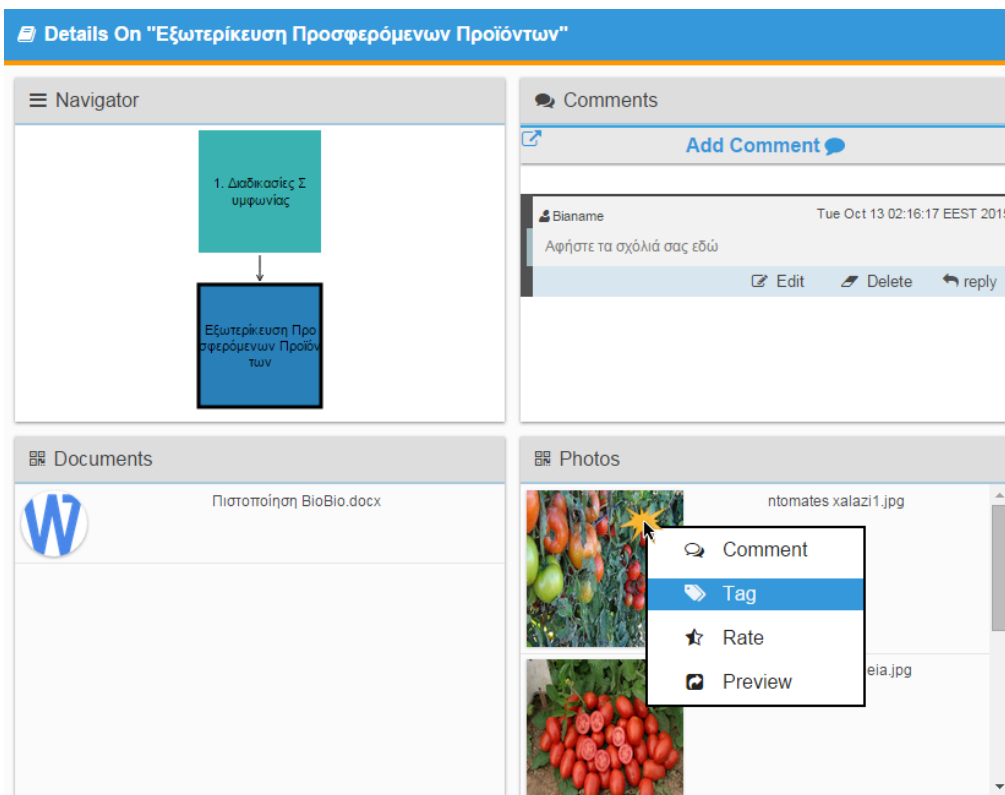 Details On "Εξωτερίκευση Προσφερόμενων Προϊόντων"
Navigator
1. Διαδικασίες Σ
υμφωνίας
Εξωτερίκευση Προ
σφερόμενων Προϊόν
των
Comments
Add Comment
Bianame
Tue Oct 13 02:16:17 EEST 2015
Αφήστε τα σχόλιά σας εδώ
Edit
Delete
reply
Documents
Πιστοποίηση BioBio.docx
Photos
ntomates xalazi1.jpg
Comment
Tag
Rate
Preview
eia.jpg